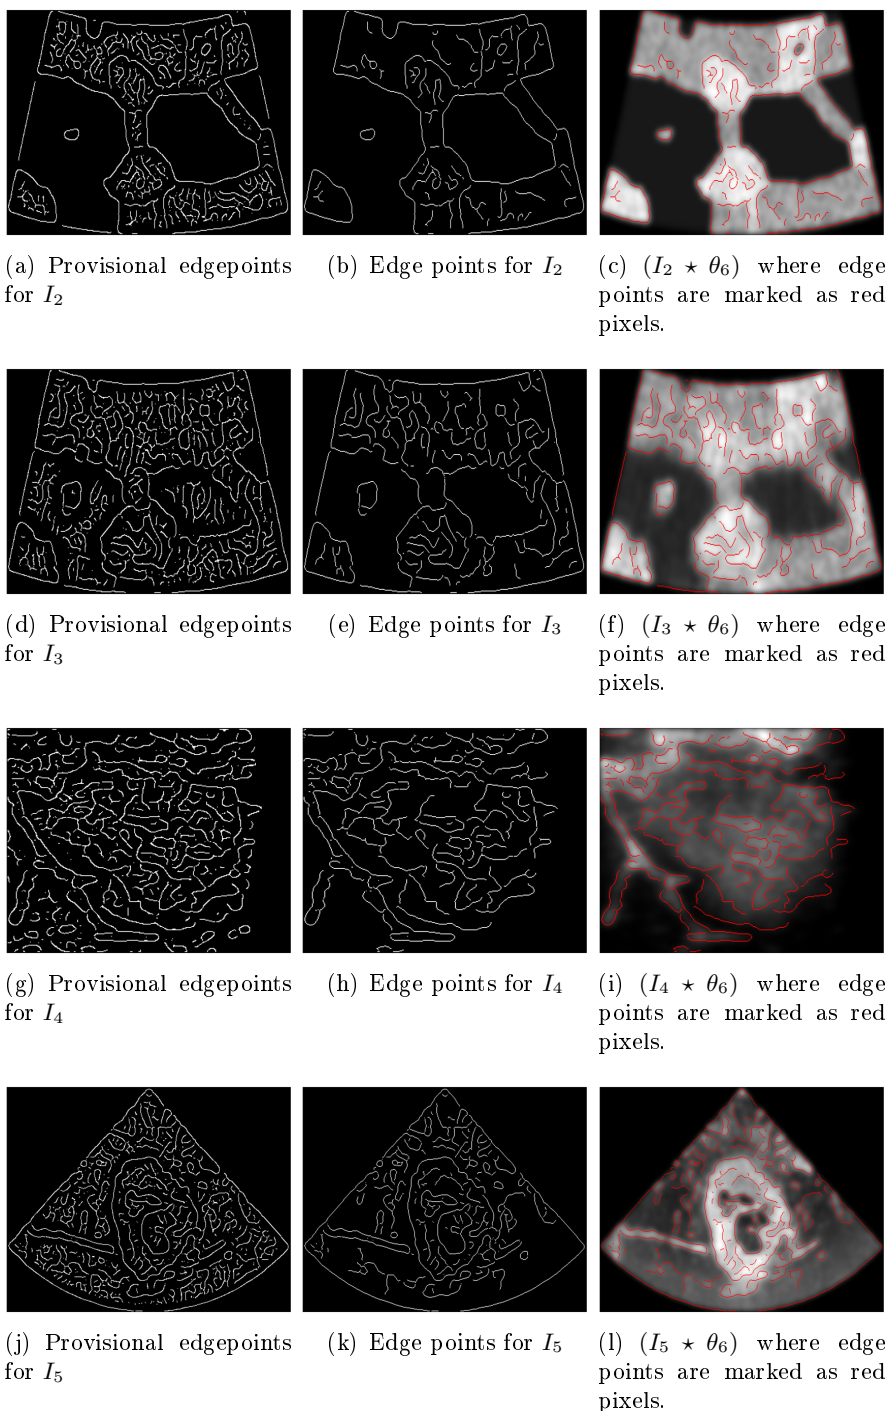 (a) Provisional edgepoints
for I₂
(b) Edge points for I₂
(c) (I₂ ⋆ θ₆) where edge
points are marked as red
pixels.
(d) Provisional edgepoints
for I₃
(e) Edge points for I₃
(f) (I₃ ⋆ θ₆) where edge
points are marked as red
pixels.
(g) Provisional edgepoints
for I₄
(h) Edge points for I₄
(i) (I₄ ⋆ θ₆) where edge
points are marked as red
pixels.
(j) Provisional edgepoints
for I₅
(k) Edge points for I₅
(l) (I₅ ⋆ θ₆) where edge
points are marked as red
pixels.